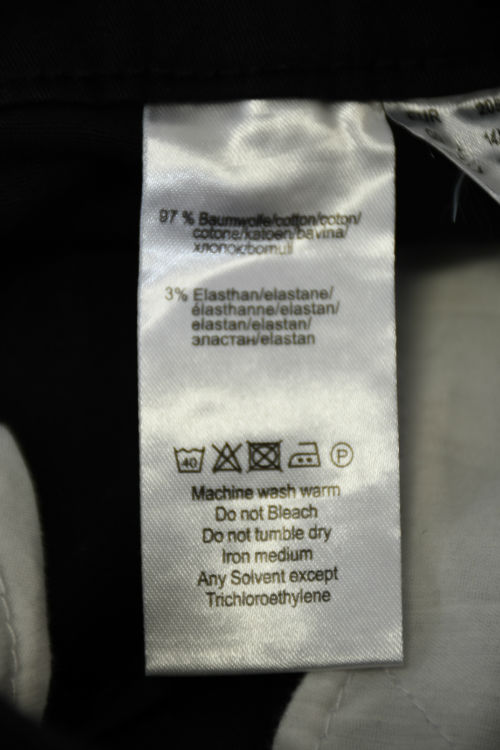 97 % Baumwolle/cotton/coton/
cotone/katoen/bavlna/
хлопок/bomull
3% Elasthan/elastane/
élasthanne/elastan/
elastan/elastan/
эластан/elastan
40
P
Machine wash warm
Do not Bleach
Do not tumble dry
Iron medium
Any Solvent except
Trichloroethylene